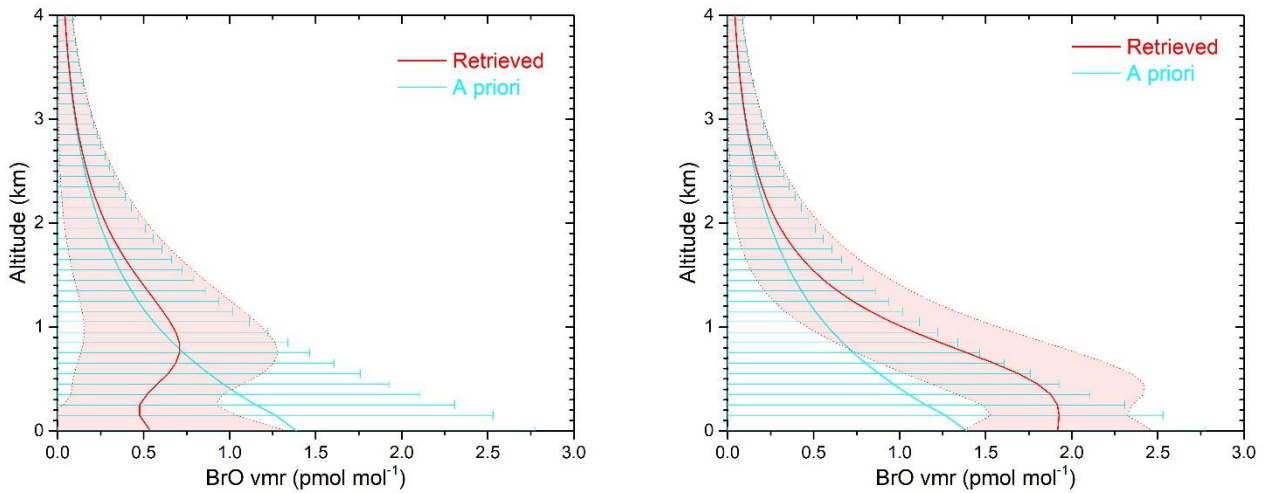 4
3
2
1
0
Altitude (km)
Retrieved
A priori
0.0 0.5 1.0 1.5 2.0 2.5 3.0
BrO vmr (pmol mol⁻¹)
4
3
2
1
0
Altitude (km)
Retrieved
A priori
0.0 0.5 1.0 1.5 2.0 2.5 3.0
BrO vmr (pmol mol⁻¹)